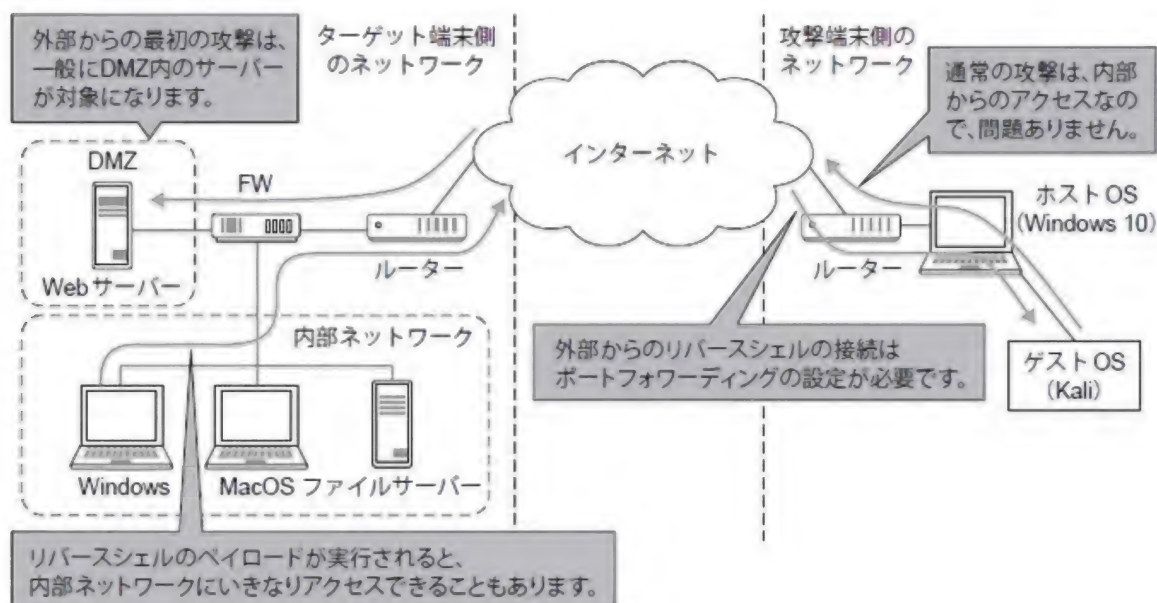 外部からの最初の攻撃は、
一般にDMZ内のサーバー
が対象になります。
ターゲット端末側
のネットワーク
攻撃端末側の
ネットワーク
通常の攻撃は、内部
からのアクセスなの
で、問題ありません。
インターネット
DMZ
FW
ホストOS
(Windows 10)
ルーター
ルーター
Webサーバー
内部ネットワーク
外部からのリバースシェルの接続は
ポートフォワーディングの設定が必要です。
ゲストOS
(Kali)
Windows
MacOS
ファイルサーバー
リバースシェルのペイロードが実行されると、
内部ネットワークにいきなりアクセスできることもあります。